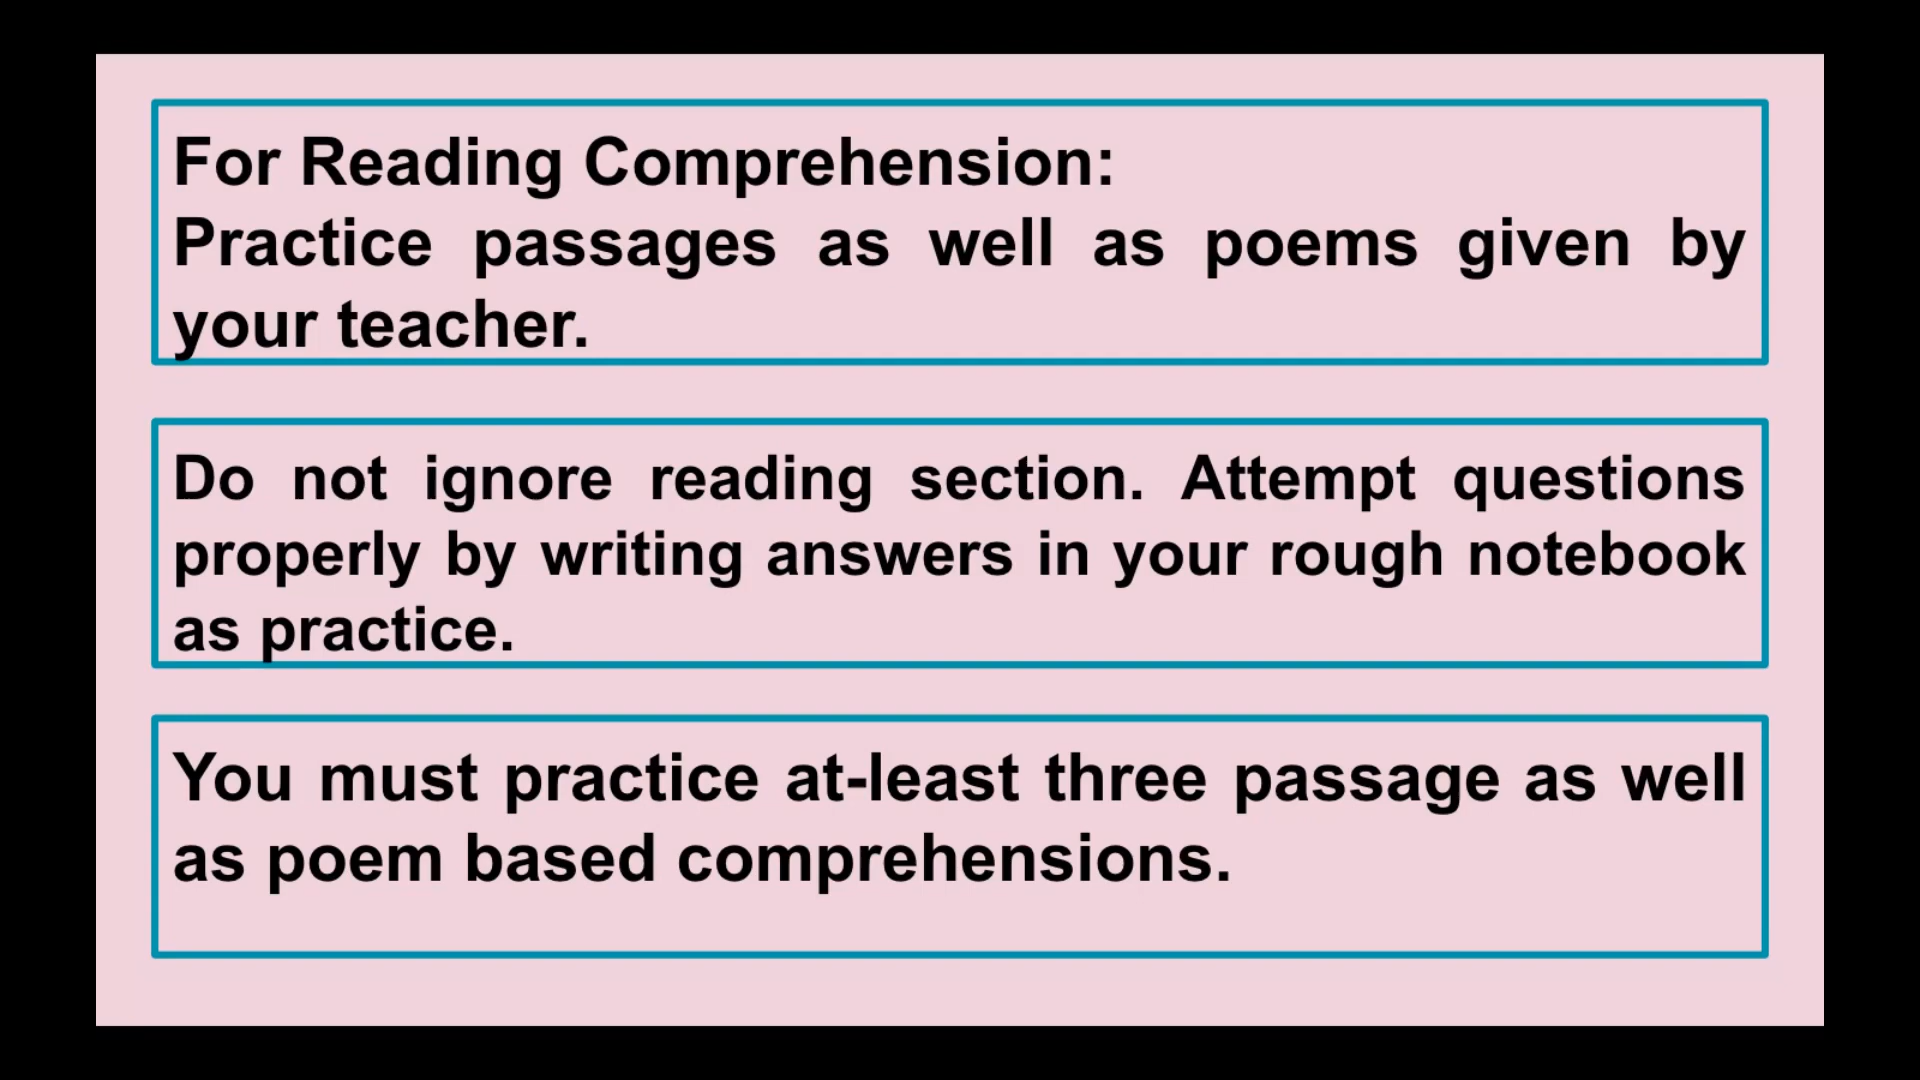 For Reading Comprehension:
Practice passages as well as poems given by
your teacher.
Do not ignore reading section. Attempt questions
properly by writing answers in your rough notebook
as practice.
You must practice at-least three passage as well
as poem based comprehensions.